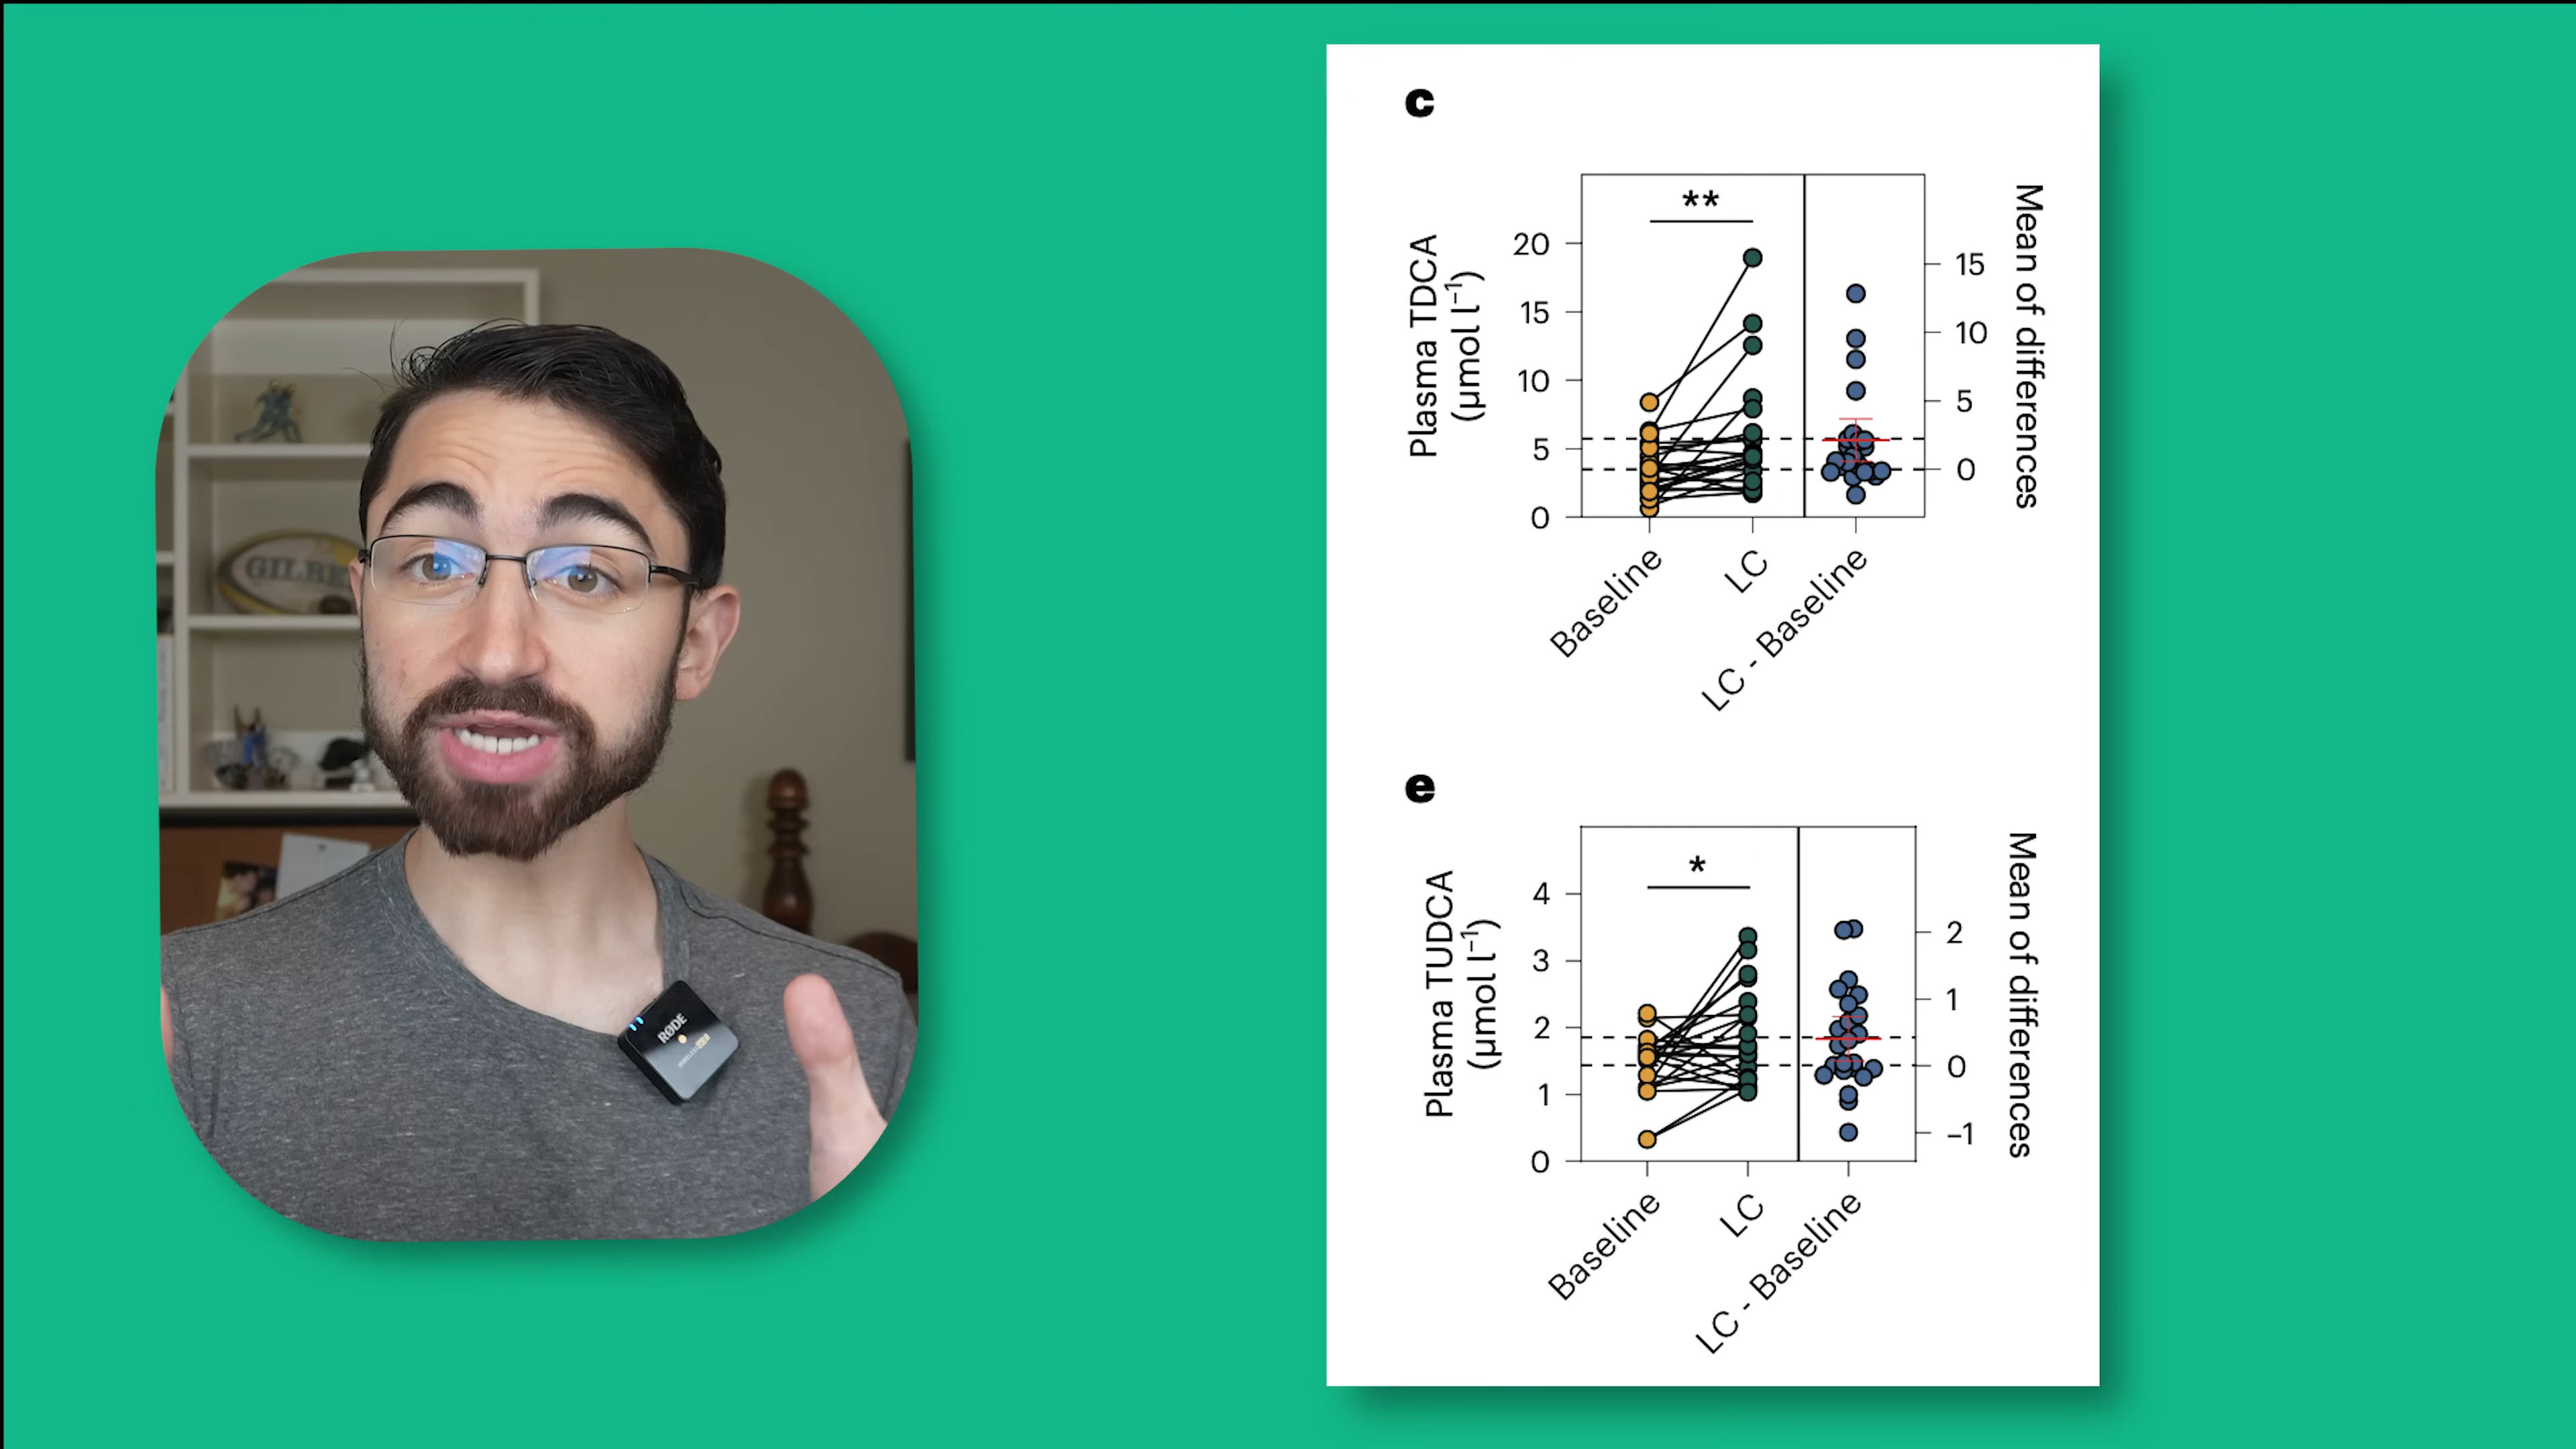 GILBE
RØDE
c
**
Plasma TDCA
(µmol l⁻¹)
20
15
10
5
0
15
10
5
0
Mean of differences
Baseline
LC
LC - Baseline
e
*
Plasma TUDCA
(µmol l⁻¹)
4
3
2
1
0
2
1
0
−1
Mean of differences
Baseline
LC
LC - Baseline